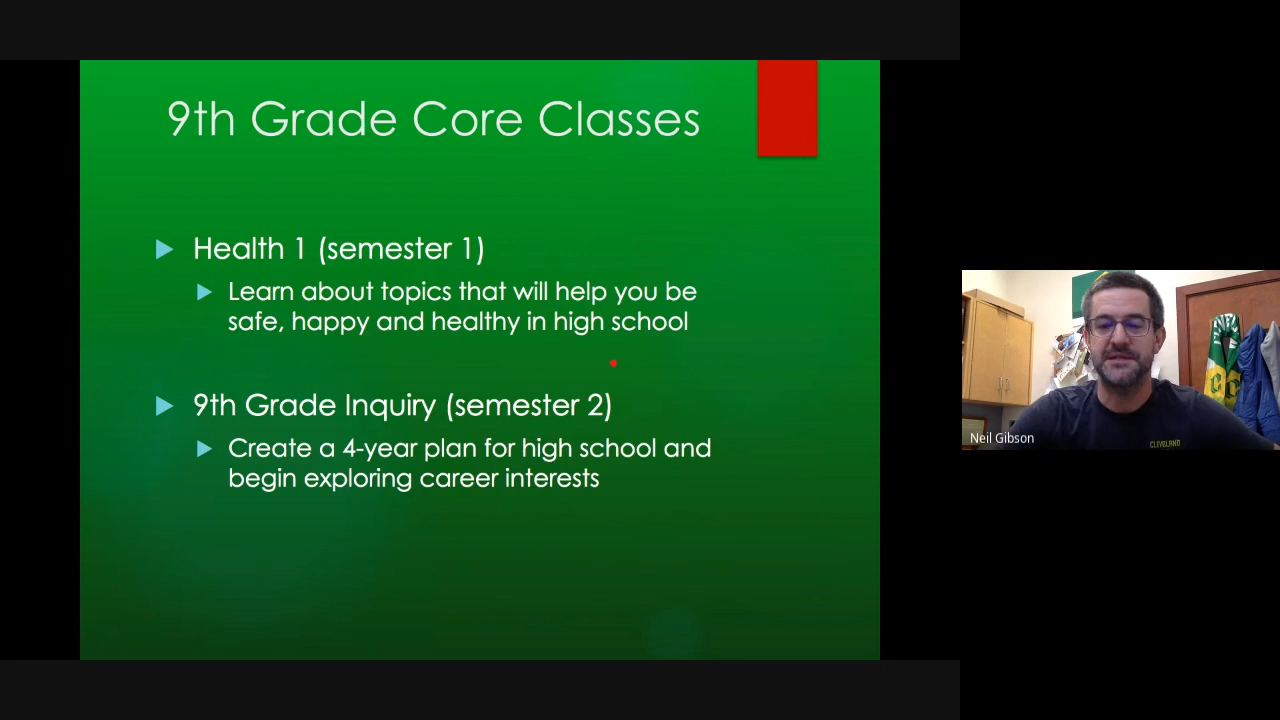 9th Grade Core Classes
Health 1 (semester 1)
Learn about topics that will help you be
safe, happy and healthy in high school
9th Grade Inquiry (semester 2)
Create a 4-year plan for high school and
begin exploring career interests
Neil Gibson
CLEVELAND